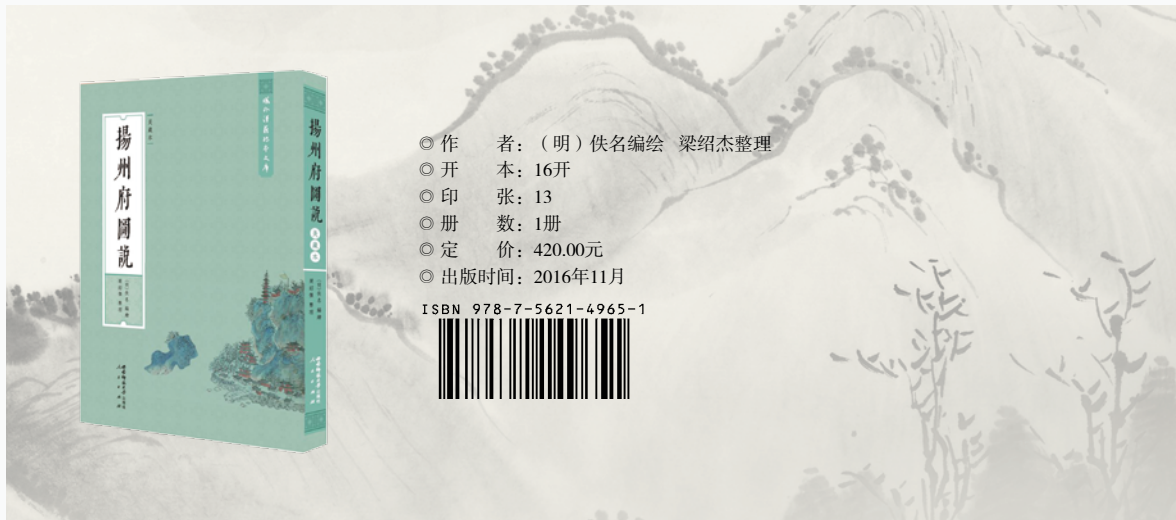 揚州府圖說
揚州府圖說
◎ 作　　者：（明）佚名编绘　梁绍杰整理
◎ 开　　本：16开
◎ 印　　张：13
◎ 册　　数：1册
◎ 定　　价：420.00元
◎ 出版时间：2016年11月
ISBN 978-7-5621-4965-1